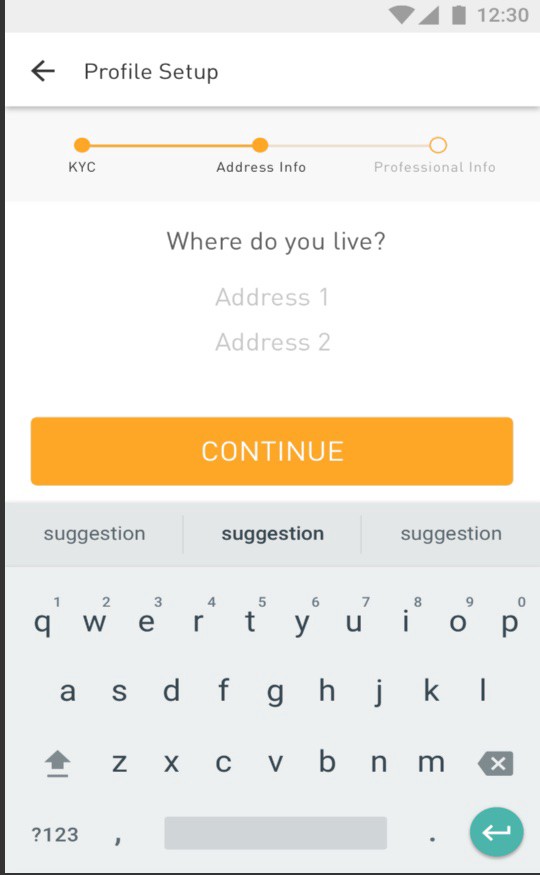 12:30
Profile Setup
KYC Address Info Professional Info
Where do you live?
Address 1
Address 2
CONTINUE
suggestion suggestion suggestion
1 2 3 4 5 6 7 8 9 0
q w e r t y u i o p
a s d f g h j k l
z x c v b n m
?123 , .